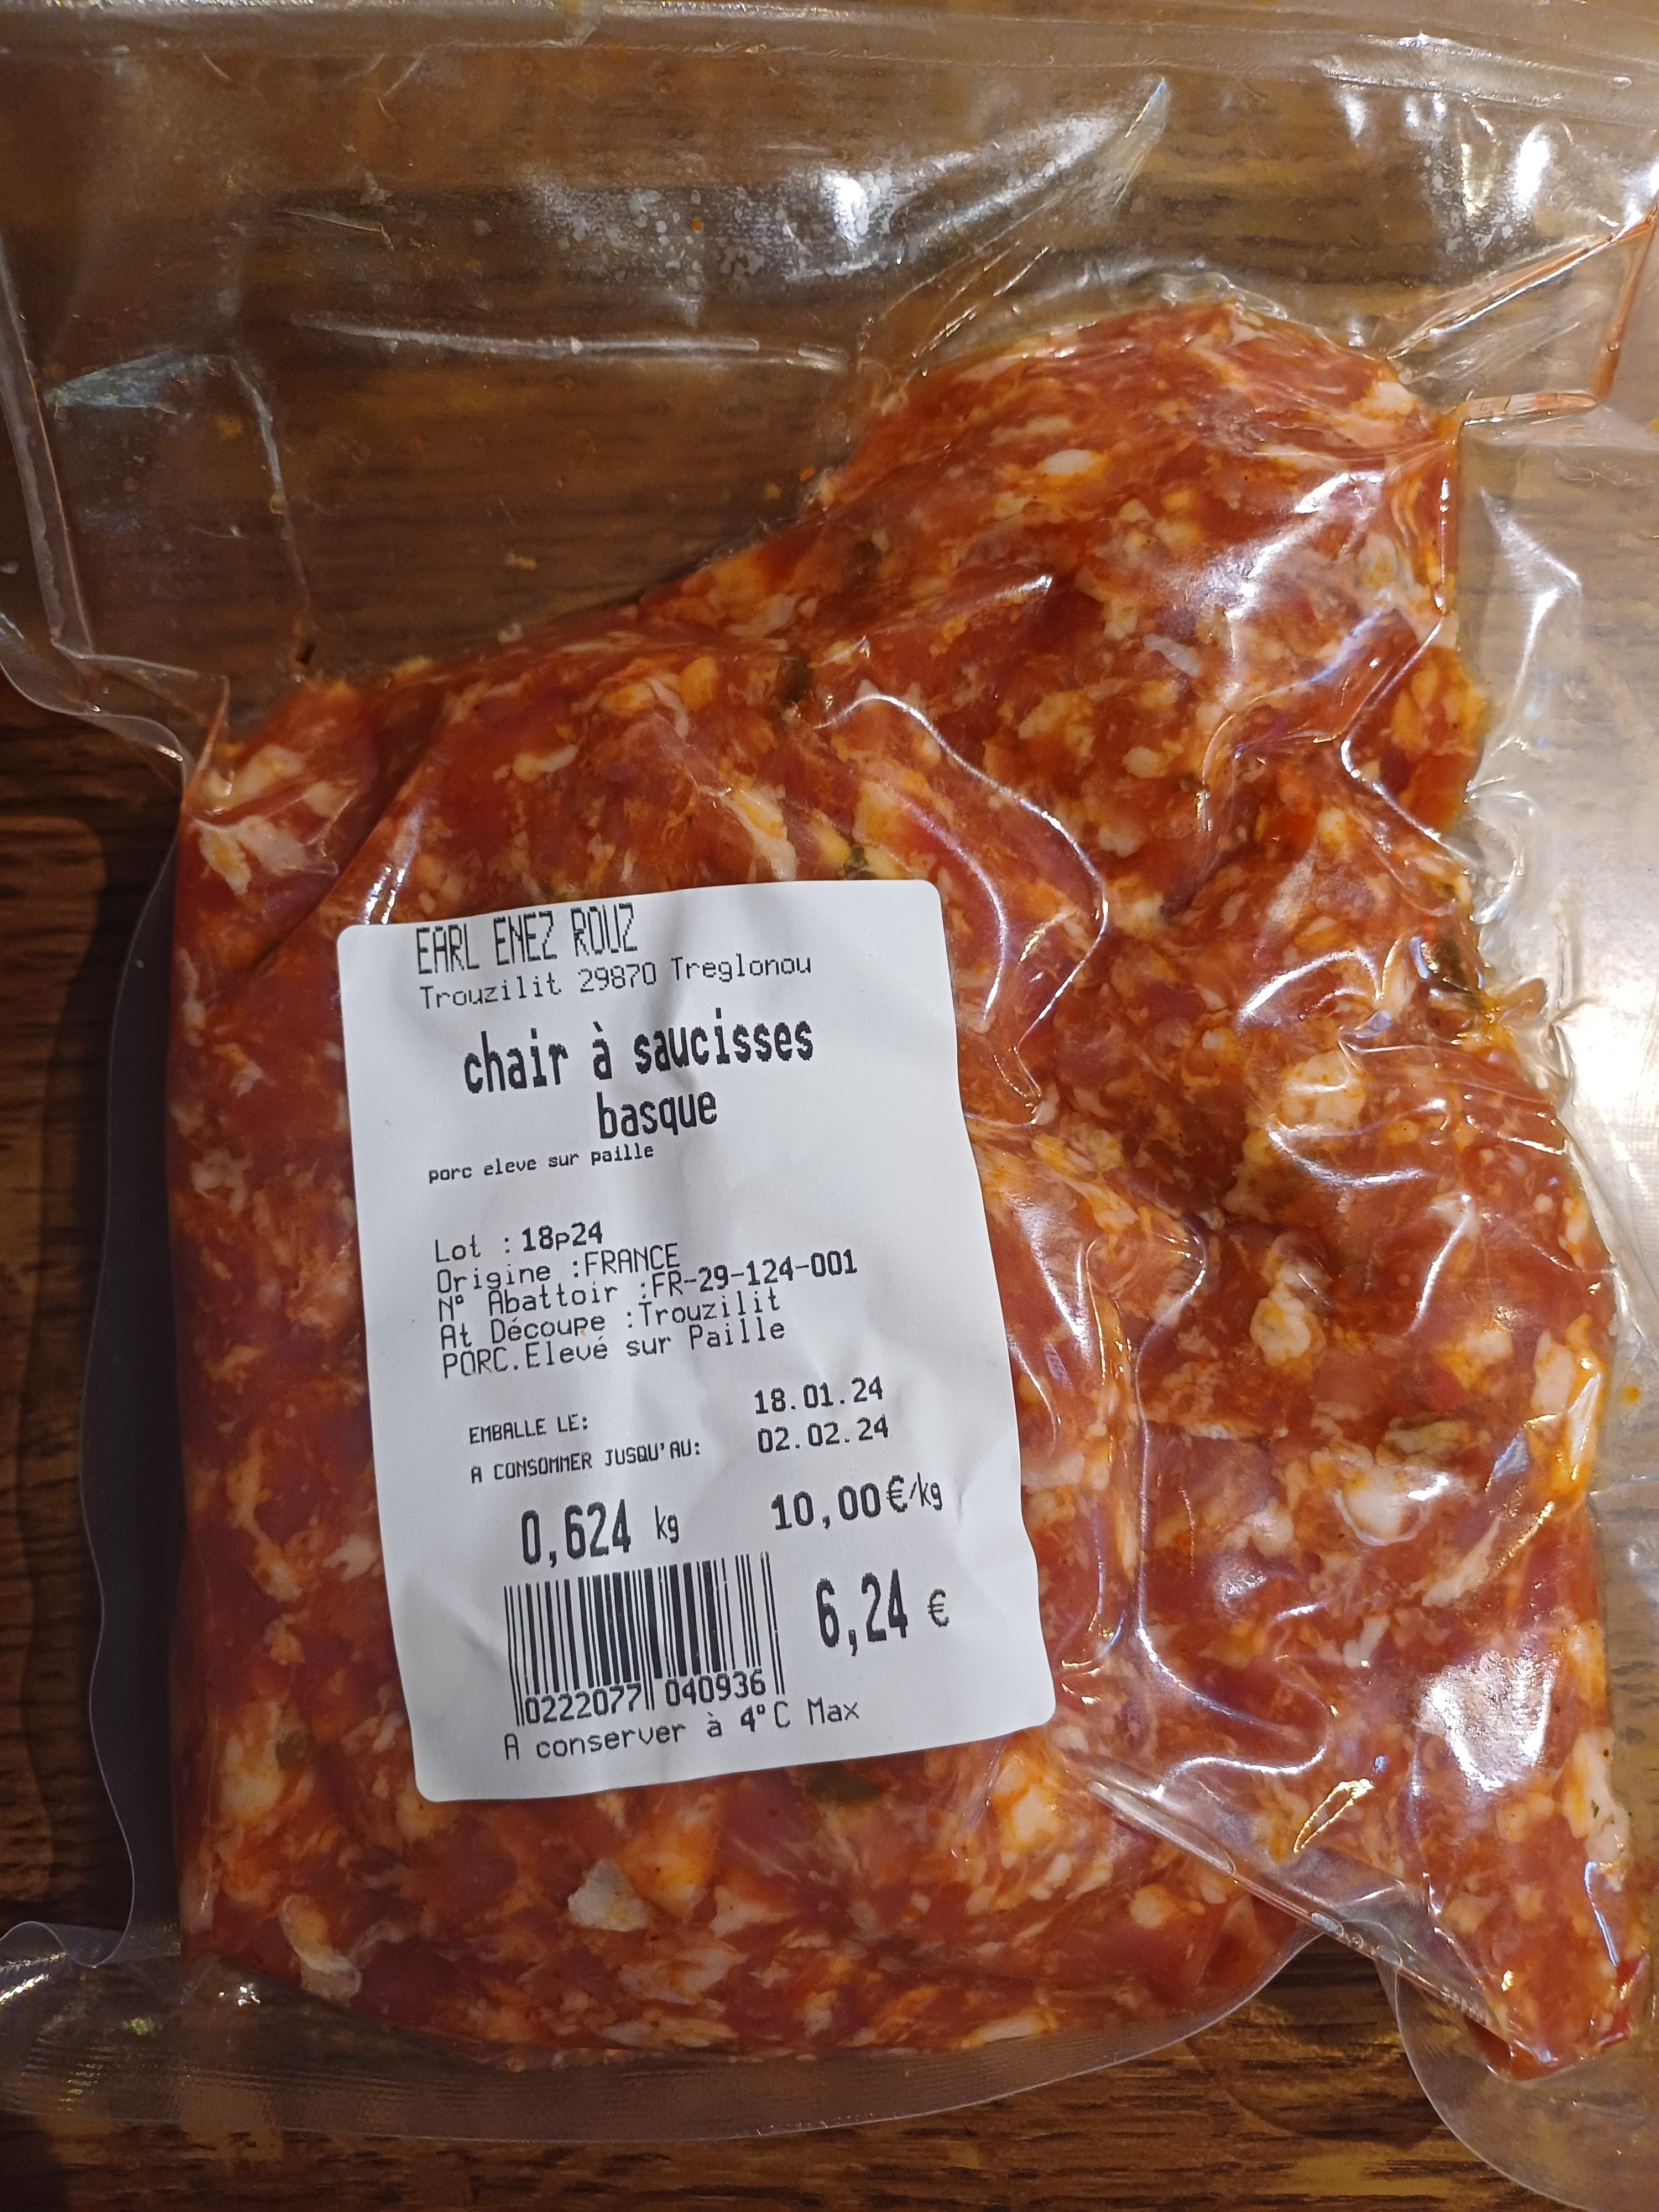 EARL ENEZ ROUZ
Trouzilit 29870 Treglonou
chair à saucisses
basque
porc eleve sur paille
Lot : 18p24
Origine :FRANCE
N° Abattoir :FR-29-124-001
At Découpe :Trouzilit
PORC.Elevé sur Paille
EMBALLE LE: 18.01.24
A CONSOMMER JUSQU'AU: 02.02.24
0,624 kg 10,00€/kg
6,24 €
0222077 040936
A conserver à 4°C Max